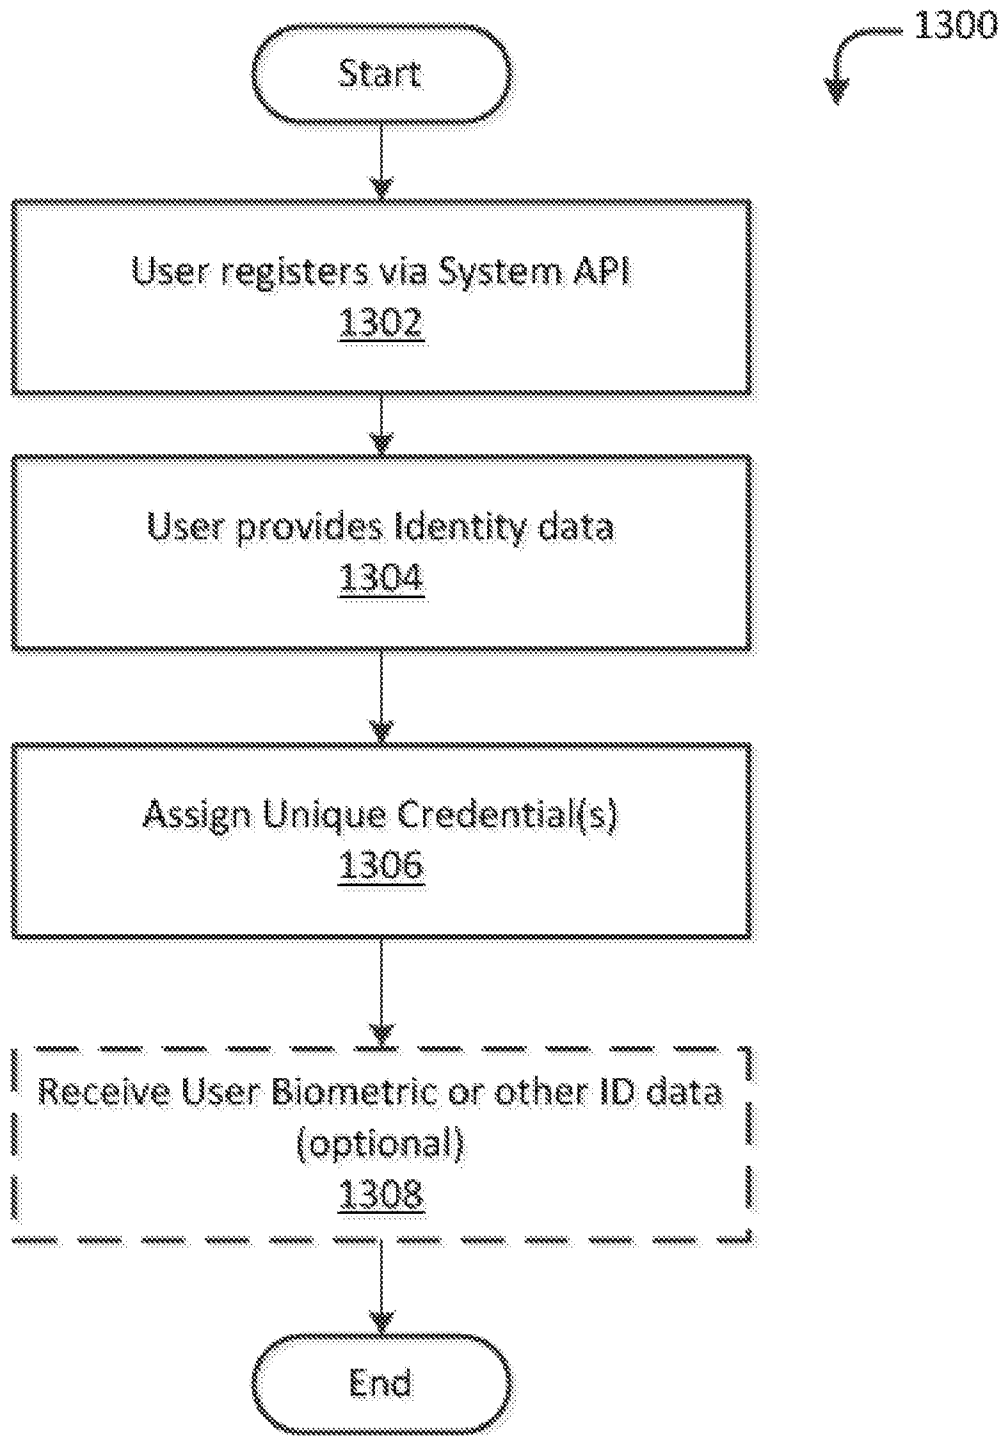 1300
Start
User registers via System API
1302
User provides Identity data
1304
Assign Unique Credential(s)
1306
Receive User Biometric or other ID data
(optional)
1308
End